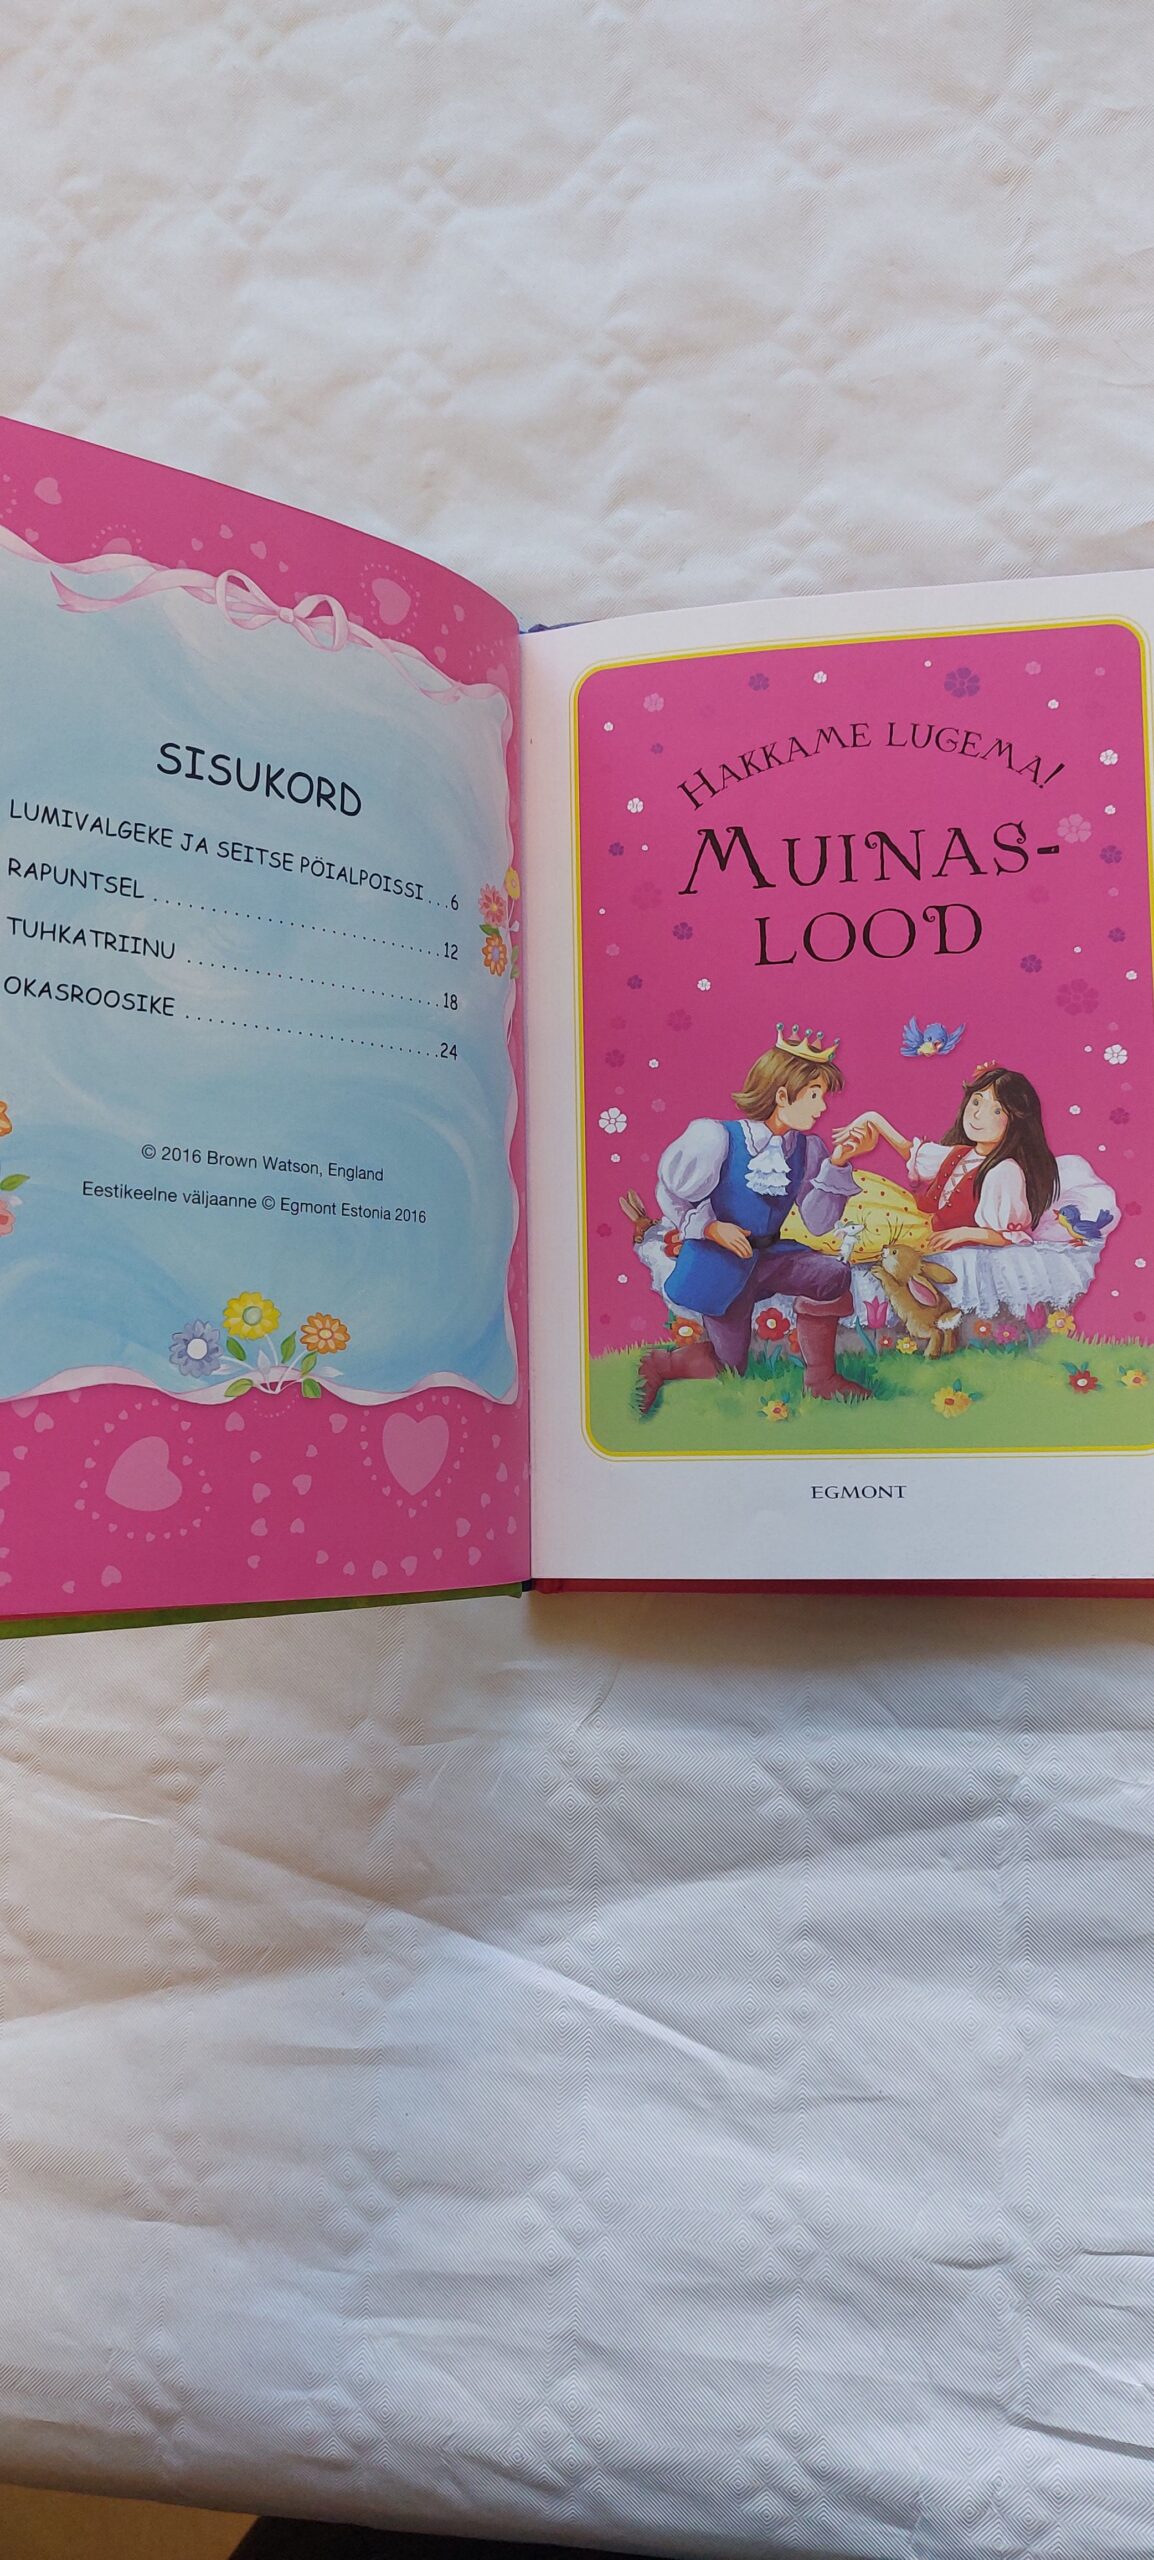 SISUKORD
LUMIVALGEKE JA SEITSE PÖIALPOISSI...6
RAPUNTSEL ..............................12
TUHKATRIINU ..........................18
OKASROOSIKE ..........................24
© 2016 Brown Watson, England
Eestikeelne väljaanne © Egmont Estonia 2016
HAKKAME LUGEMA!
MUINAS-
LOOD
EGMONT